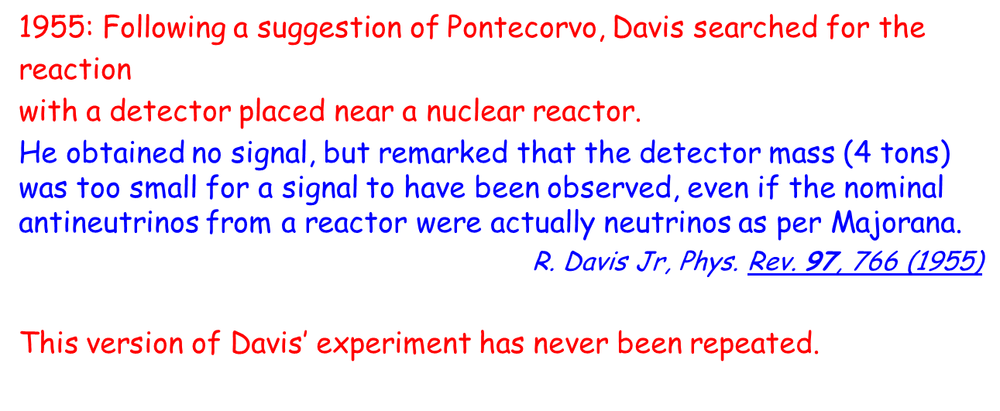 1955: Following a suggestion of Pontecorvo, Davis searched for the
reaction
with a detector placed near a nuclear reactor.
He obtained no signal, but remarked that the detector mass (4 tons)
was too small for a signal to have been observed, even if the nominal
antineutrinos from a reactor were actually neutrinos as per Majorana.
R. Davis Jr, Phys. Rev. 97, 766 (1955)
This version of Davis’ experiment has never been repeated.